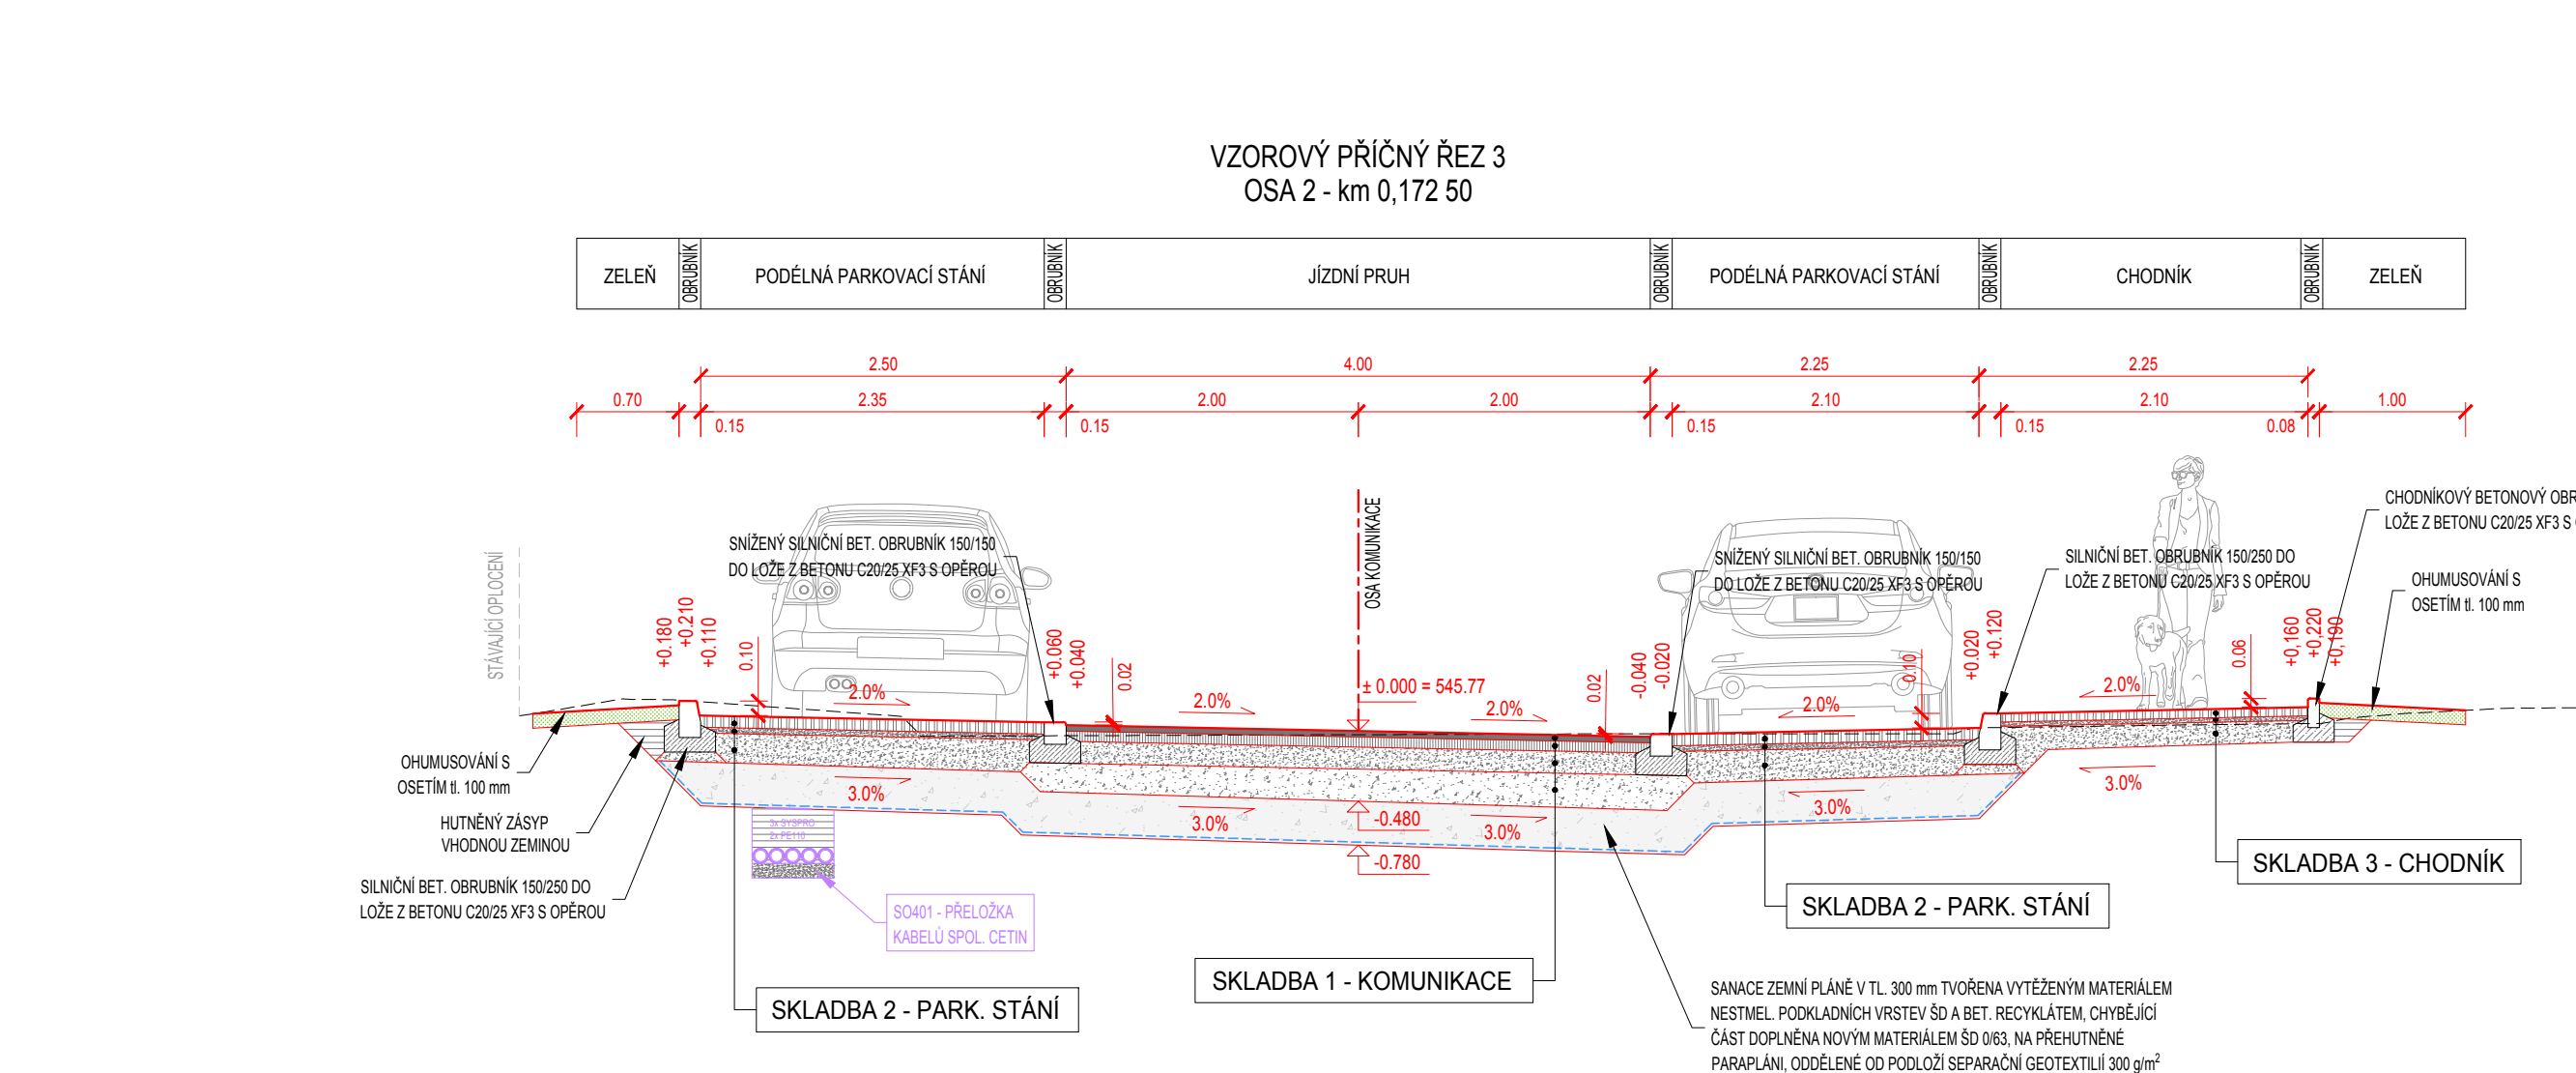 VZOROVÝ PŘÍČNÝ ŘEZ 3
OSA 2 - km 0,172 50
ZELEŇ
OBRUBNÍK
PODÉLNÁ PARKOVACÍ STÁNÍ
OBRUBNÍK
JÍZDNÍ PRUH
OBRUBNÍK
PODÉLNÁ PARKOVACÍ STÁNÍ
OBRUBNÍK
CHODNÍK
OBRUBNÍK
ZELEŇ
2.50
4.00
2.25
2.25
0.70
2.35
2.00
2.00
2.10
2.10
1.00
0.15
0.15
0.15
0.15
0.08
STÁVAJÍCÍ OPLOCENÍ
SNÍŽENÝ SILNIČNÍ BET. OBRUBNÍK 150/150
DO LOŽE Z BETONU C20/25 XF3 S OPĚROU
OSA KOMUNIKACE
SNÍŽENÝ SILNIČNÍ BET. OBRUBNÍK 150/150
DO LOŽE Z BETONU C20/25 XF3 S OPĚROU
SILNIČNÍ BET. OBRUBNÍK 150/250 DO
LOŽE Z BETONU C20/25 XF3 S OPĚROU
CHODNÍKOVÝ BETONOVÝ OBR
LOŽE Z BETONU C20/25 XF3 S
OHUMUSOVÁNÍ S
OSETÍM tl. 100 mm
+0.180
+0.210
+0.110
0.10
+0.060
+0.040
0.02
0.02
-0.040
-0.020
0.10
+0.020
+0.120
0.06
+0,160
+0,220
+0,190
2.0%
2.0%
± 0.000 = 545.77
2.0%
2.0%
2.0%
OHUMUSOVÁNÍ S
OSETÍM tl. 100 mm
HUTNĚNÝ ZÁSYP
VHODNOU ZEMINOU
SILNIČNÍ BET. OBRUBNÍK 150/250 DO
LOŽE Z BETONU C20/25 XF3 S OPĚROU
3.0%
3.0%
-0.480
3.0%
3.0%
3.0%
-0.780
3x SYSPRO
2x PE110
SO401 - PŘELOŽKA
KABELŮ SPOL. CETIN
SKLADBA 3 - CHODNÍK
SKLADBA 2 - PARK. STÁNÍ
SKLADBA 1 - KOMUNIKACE
SKLADBA 2 - PARK. STÁNÍ
SANACE ZEMNÍ PLÁNĚ V TL. 300 mm TVOŘENA VYTĚŽENÝM MATERIÁLEM
NESTMEL. PODKLADNÍCH VRSTEV ŠD A BET. RECYKLÁTEM, CHYBĚJÍCÍ
ČÁST DOPLNĚNA NOVÝM MATERIÁLEM ŠD 0/63, NA PŘEHUTNĚNÉ
PARAPLÁNI, ODDĚLENÉ OD PODLOŽÍ SEPARAČNÍ GEOTEXTILIÍ 300 g/m²